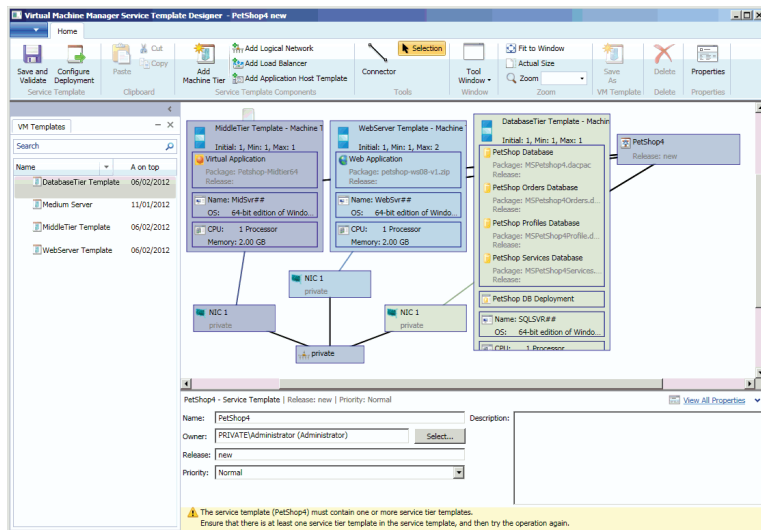 Virtual Machine Manager Service Template Designer - PetShop4 new
Home
Save and Validate
Configure Deployment
Service Template
Paste
Cut
Copy
Clipboard
Add Machine Tier
Add Logical Network
Add Load Balancer
Add Application Host Template
Service Template Components
Connector
Selection
Tools
Tool Window
Window
Fit to Window
Actual Size
Zoom
Zoom
Save As
VM Template
Delete
Delete
Properties
Properties
VM Templates
Search
Name
A on top
DatabaseTier Template 06/02/2012
Medium Server 11/01/2012
MiddleTier Template 06/02/2012
WebServer Template 06/02/2012
MiddleTier Template - Machine T
Initial: 1, Min: 1, Max: 1
Virtual Application
Package: Petshop-Midtier64
Release:
Name: MidSvr##
OS: 64-bit edition of Windo...
CPU: 1 Processor
Memory: 2.00 GB
WebServer Template - Machine
Initial: 1, Min: 1, Max: 2
Web Application
Package: petshop-ws08-v1.zip
Release:
Name: WebSvr##
OS: 64-bit edition of Windo...
CPU: 1 Processor
Memory: 2.00 GB
DatabaseTier Template - Machin
Initial: 1, Min: 1, Max: 1
PetShop Database
Package: MSPetshop4.dacpac
Release:
PetShop Orders Database
Package: MSPetshop4Orders.d...
Release:
PetShop Profiles Database
Package: MSPetShop4Profile.d...
Release:
PetShop Services Database
Package: MSPetShop4Services....
Release:
PetShop DB Deployment
Name: SQLSVR##
OS: 64-bit edition of Windo...
CPU: 1 Processor
PetShop4
Release: new
NIC 1
private
NIC 1
private
NIC 1
private
private
PetShop4 - Service Template | Release: new | Priority: Normal
View All Properties
Name: PetShop4
Owner: PRIVATE\Administrator (Administrator)
Select...
Release: new
Priority: Normal
Description:
The service template (PetShop4) must contain one or more service tier templates.
Ensure that there is at least one service tier template in the service template, and then try the operation again.